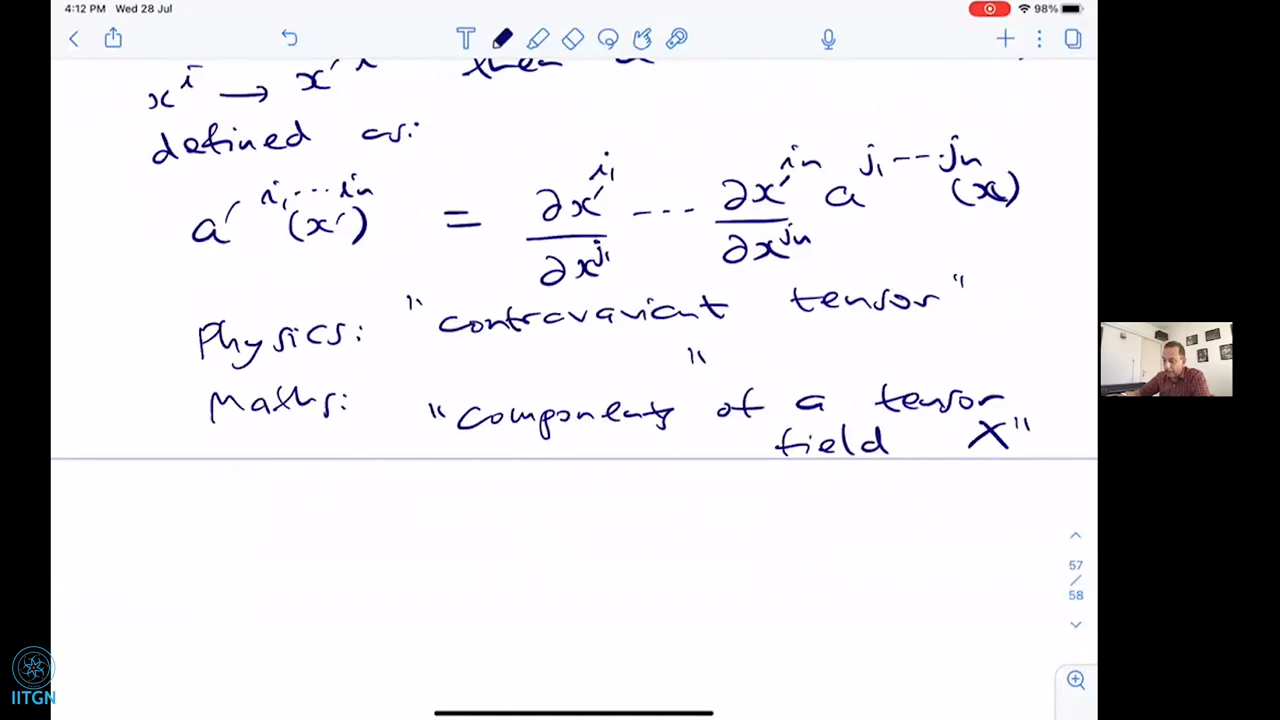 4:12 PM Wed 28 Jul
98%
x^i → x'^i then
defined as:
a'^{i_1...i_n}(x') = ∂x'^{i_1}/∂x^{j_1} --- ∂x'^{i_n}/∂x^{j_n} a^{j_1---j_n}(x)
Physics: "contravariant tensor"
"
Maths: "components of a tensor
field X"
57
/
58
IITGN